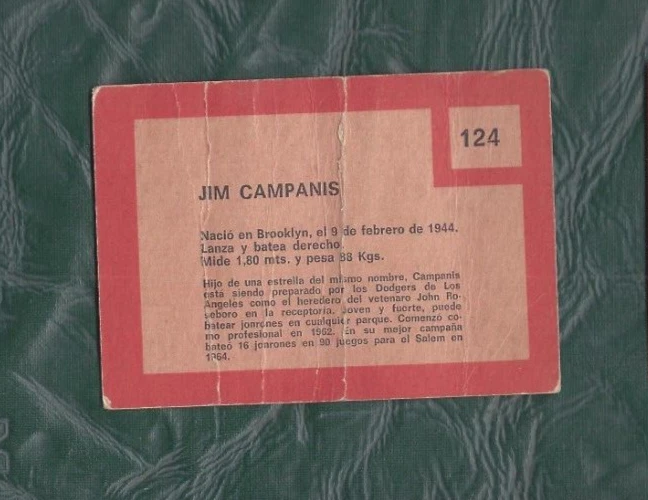 124
JIM CAMPANIS
Nació en Brooklyn, el 9 de febrero de 1944.
Lanza y batea derecho.
Mide 1,80 mts. y pesa 88 Kgs.
Hijo de una estrella del mismo nombre, Campanis
está siendo preparado por los Dodgers de Los
Angeles como el heredero del vetenaro John Ro-
seboro en la receptoría. Joven y fuerte, puede
batear jonrones en cualquier parque. Comenzó co-
mo profesional en 1962. En su mejor campaña
bateó 16 jonrones en 90 juegos para el Salem en
1964.